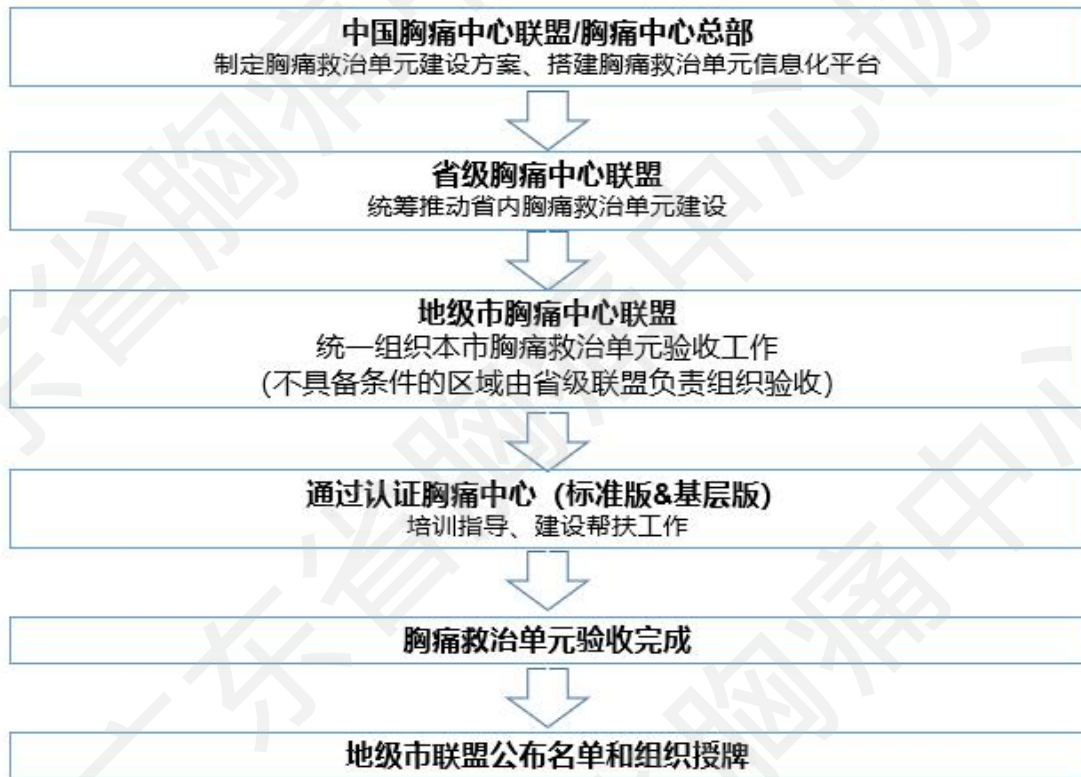 中国胸痛中心联盟/胸痛中心总部
制定胸痛救治单元建设方案、搭建胸痛救治单元信息化平台
省级胸痛中心联盟
统筹推动省内胸痛救治单元建设
地级市胸痛中心联盟
统一组织本市胸痛救治单元验收工作
（不具备条件的区域由省级联盟负责组织验收）
通过认证胸痛中心（标准版&基层版）
培训指导、建设帮扶工作
胸痛救治单元验收完成
地级市联盟公布名单和组织授牌